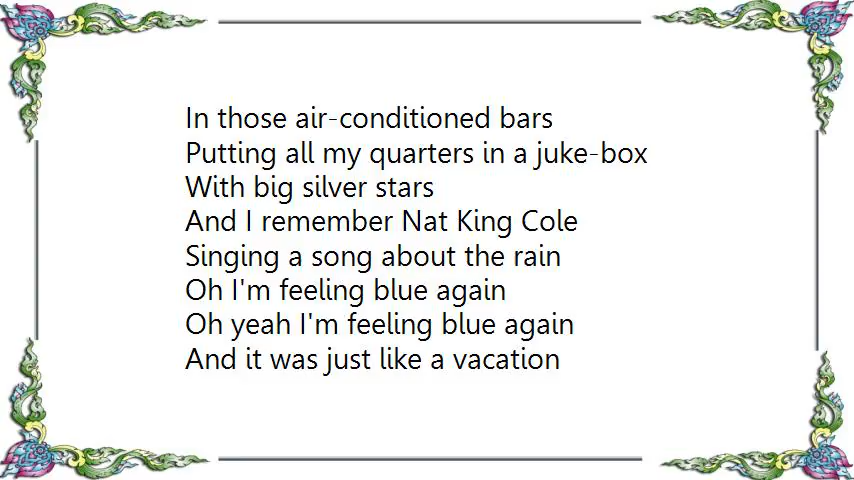 In those air-conditioned bars
Putting all my quarters in a juke-box
With big silver stars
And I remember Nat King Cole
Singing a song about the rain
Oh I'm feeling blue again
Oh yeah I'm feeling blue again
And it was just like a vacation